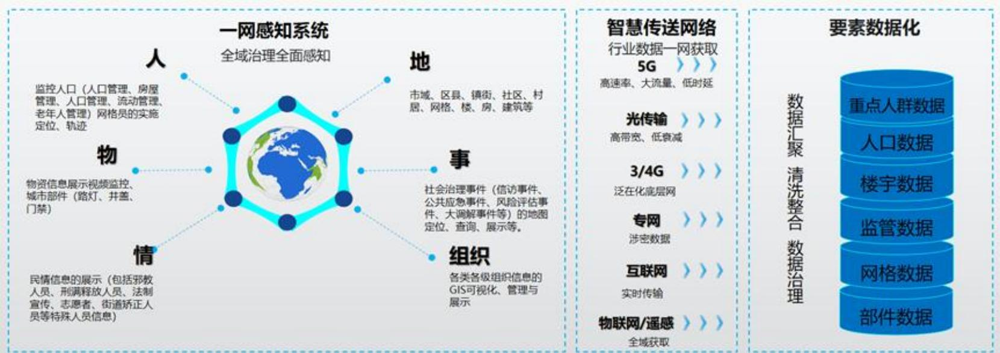 一网感知系统
全域治理全面感知
人
监控人口（人口管理、房屋
管理、人口管理、流动管理、
老年人管理）网格员的实施
定位、轨迹
物
物资信息展示视频监控、
城市部件（路灯、井盖、
门禁）
情
民情信息的展示（包括邪教
人员、刑满释放人员、法制
宣传、志愿者、街道矫正人
员等特殊人员信息）
地
市域、区县、镇街、社区、村
居、网格、楼、房、建筑等
事
社会治理事件（信访事件、
公共应急事件、风险评估事
件、大调解事件等）的地图
定位、查询、展示等。
组织
各类各级组织信息的
GIS可视化、管理与
展示
智慧传送网络
行业数据一网获取
5G
高速率、大流量、低时延
光传输
高带宽、低衰减
3/4G
泛在化底层网
专网
涉密数据
互联网
实时传输
物联网/遥感
全域获取
要素数据化
数据汇聚 清洗整合 数据治理
重点人群数据
人口数据
楼宇数据
监管数据
网格数据
部件数据